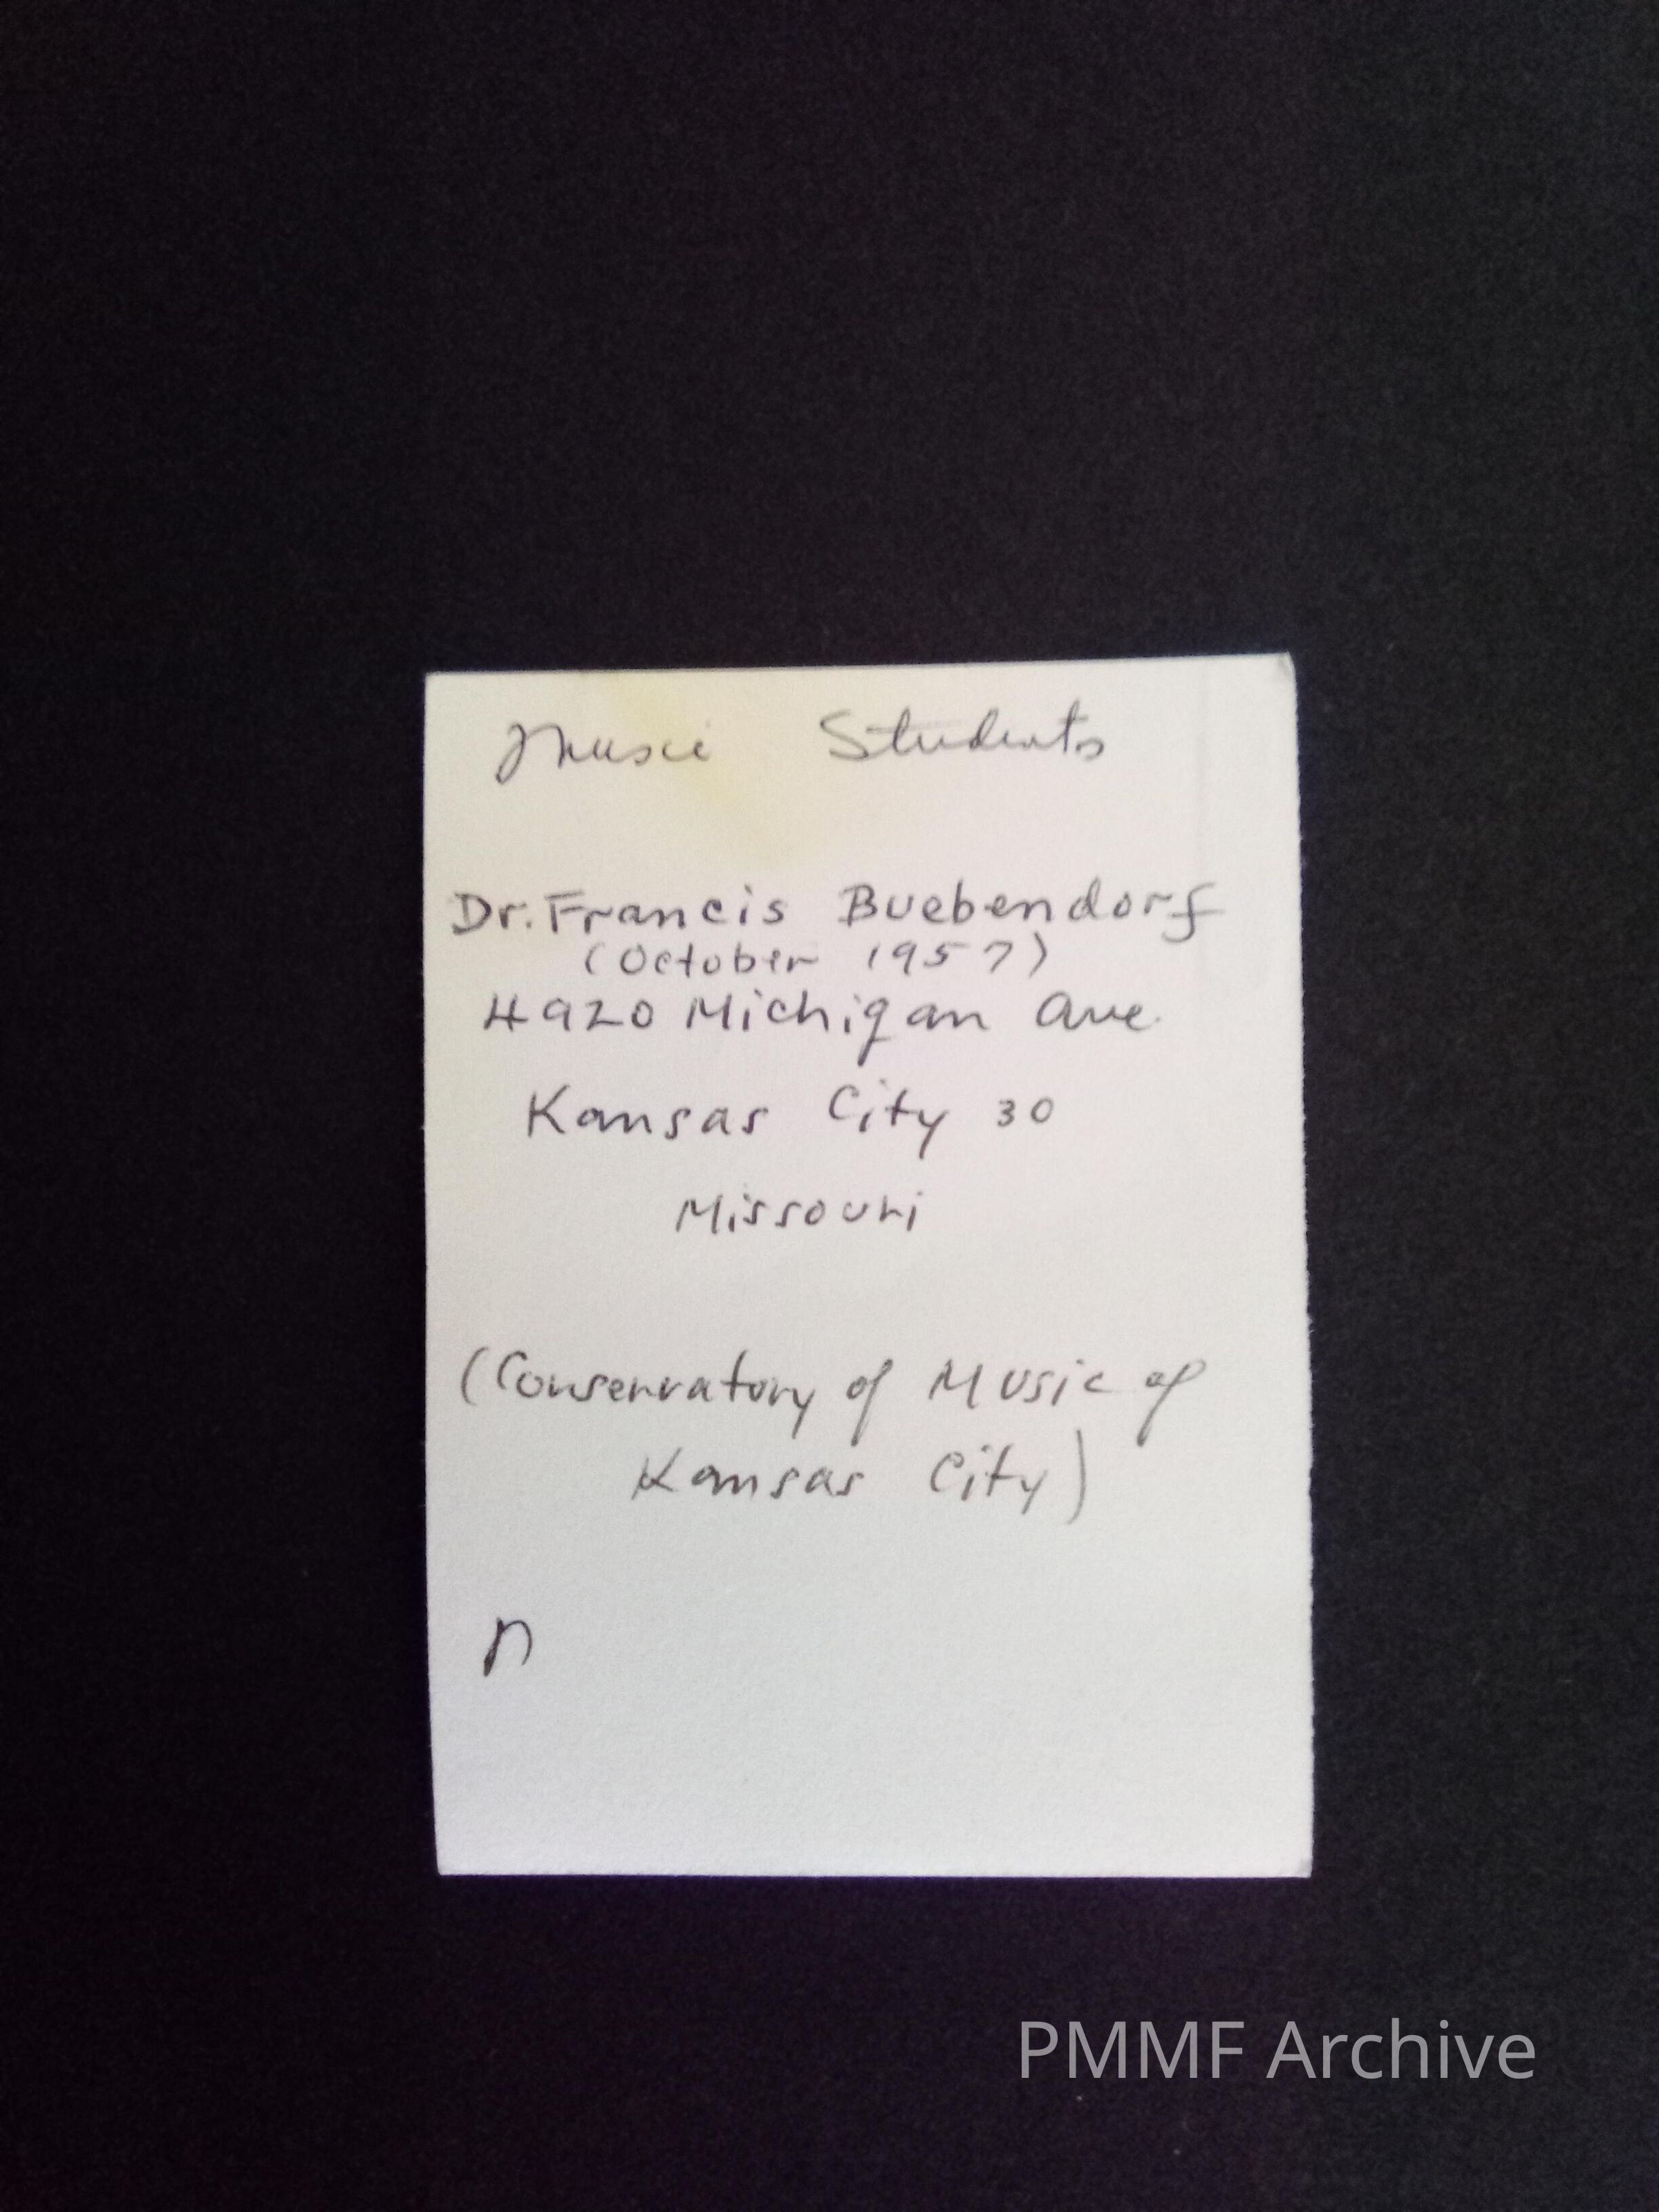 Music Students
Dr. Francis Buebendorf
(October 1957)
4920 Michigan Ave.
Kansas City 30
Missouri
(Conservatory of Music of
Kansas City)
n
PMMF Archive